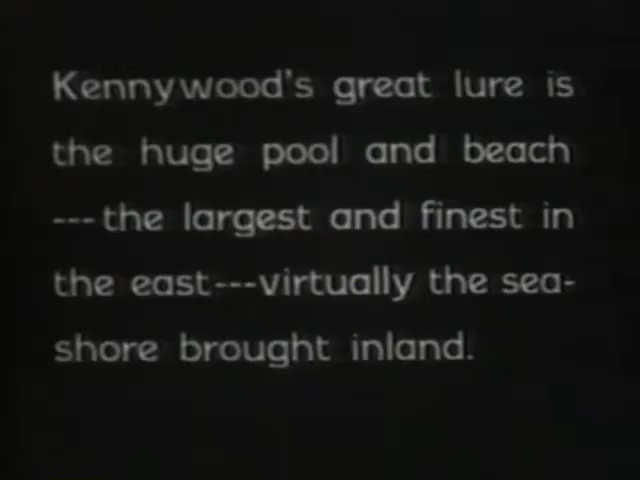 Kennywood's great lure is
the huge pool and beach
---the largest and finest in
the east---virtually the sea-
shore brought inland.